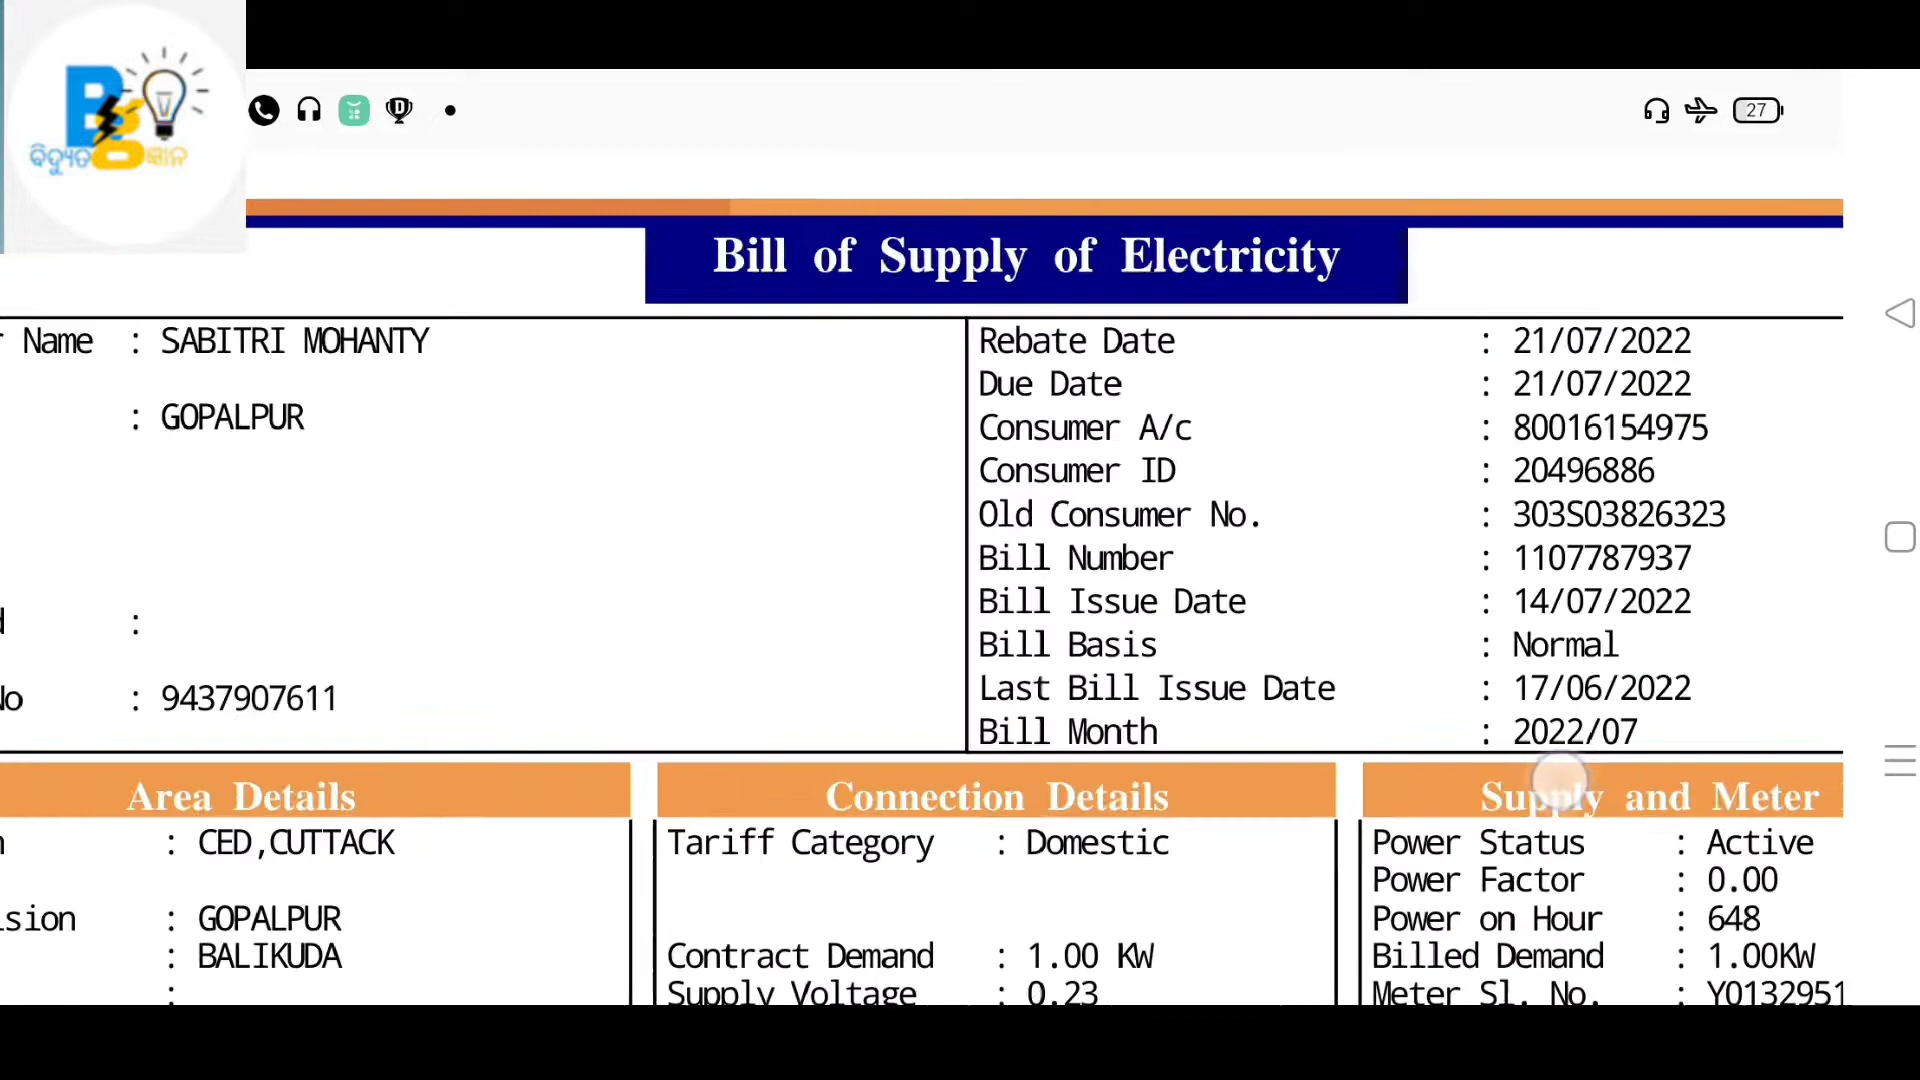 B
g
ବିଦ୍ୟୁତ ଜ୍ଞାନ
27
Bill of Supply of Electricity
Name : SABITRI MOHANTY
: GOPALPUR
:
No : 9437907611
Rebate Date : 21/07/2022
Due Date : 21/07/2022
Consumer A/c : 80016154975
Consumer ID : 20496886
Old Consumer No. : 303S03826323
Bill Number : 1107787937
Bill Issue Date : 14/07/2022
Bill Basis : Normal
Last Bill Issue Date : 17/06/2022
Bill Month : 2022/07
Area Details
: CED,CUTTACK
ision : GOPALPUR
: BALIKUDA
:
Connection Details
Tariff Category : Domestic
Contract Demand : 1.00 KW
Supply Voltage : 0.23
Supply and Meter
Power Status : Active
Power Factor : 0.00
Power on Hour : 648
Billed Demand : 1.00KW
Meter Sl. No. : Y0132951